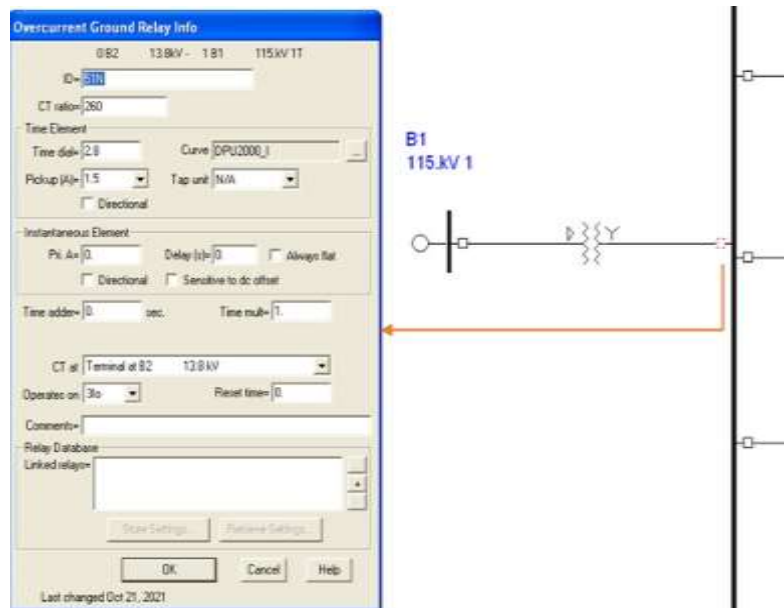 Overcurrent Ground Relay Info
0 B2 13.8kV - 1 B1 115.kV 1T
ID= 51N
CT ratio= 260
Time Element
Time dial= 2.8 Curve DPU2000_I ...
Pickup (A)= 1.5 Tap unit N/A
Directional
Instantaneous Element
Pri. A= 0. Delay (s)= 0. Always flat
Directional Sensitive to dc offset
Time adder= 0. sec. Time mult= 1.
CT at Terminal at B2 13.8 kV
Operates on 3Io Reset time= 0.
Comments=
Relay Database
Linked relays=
+
Store Settings... Retrieve Settings...
OK Cancel Help
Last changed Oct 21, 2021
B1
115.kV 1